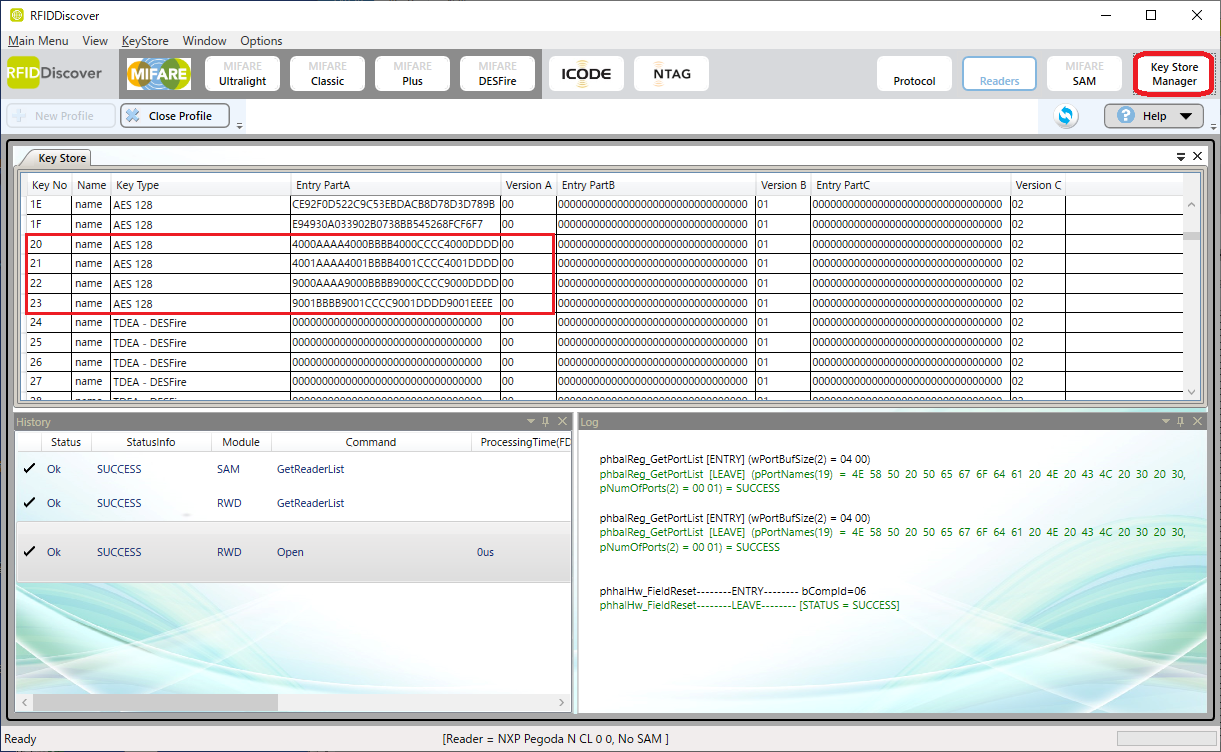 RFIDDiscover
Main Menu View KeyStore Window Options
RFIDDiscover MIFARE MIFARE Ultralight MIFARE Classic MIFARE Plus MIFARE DESFire ICODE NTAG Protocol Readers MIFARE SAM Key Store Manager
New Profile Close Profile Help
Key Store
Key No Name Key Type Entry PartA Version A Entry PartB Version B Entry PartC Version C
1E name AES 128 CE92F0D522C9C53EBDACB8D78D3D789B 00 00000000000000000000000000000000 01 00000000000000000000000000000000 02
1F name AES 128 E94930A033902B0738BB545268FCF6F7 00 00000000000000000000000000000000 01 00000000000000000000000000000000 02
20 name AES 128 4000AAAA4000BBBB4000CCCC4000DDDD 00 00000000000000000000000000000000 01 00000000000000000000000000000000 02
21 name AES 128 4001AAAA4001BBBB4001CCCC4001DDDD 00 00000000000000000000000000000000 01 00000000000000000000000000000000 02
22 name AES 128 9000AAAA9000BBBB9000CCCC9000DDDD 00 00000000000000000000000000000000 01 00000000000000000000000000000000 02
23 name AES 128 9001BBBB9001CCCC9001DDDD9001EEEE 00 00000000000000000000000000000000 01 00000000000000000000000000000000 02
24 name TDEA - DESFire 00000000000000000000000000000000 00 00000000000000000000000000000000 01 00000000000000000000000000000000 02
25 name TDEA - DESFire 00000000000000000000000000000000 00 00000000000000000000000000000000 01 00000000000000000000000000000000 02
26 name TDEA - DESFire 00000000000000000000000000000000 00 00000000000000000000000000000000 01 00000000000000000000000000000000 02
27 name TDEA - DESFire 00000000000000000000000000000000 00 00000000000000000000000000000000 01 00000000000000000000000000000000 02
History
Status StatusInfo Module Command ProcessingTime(FD
Ok SUCCESS SAM GetReaderList
Ok SUCCESS RWD GetReaderList
Ok SUCCESS RWD Open 0us
Log
phbalReg_GetPortList [ENTRY] (wPortBufSize(2) = 04 00)
phbalReg_GetPortList [LEAVE] (pPortNames(19) = 4E 58 50 20 50 65 67 6F 64 61 20 4E 20 43 4C 20 30 20 30,
pNumOfPorts(2) = 00 01) = SUCCESS
phbalReg_GetPortList [ENTRY] (wPortBufSize(2) = 04 00)
phbalReg_GetPortList [LEAVE] (pPortNames(19) = 4E 58 50 20 50 65 67 6F 64 61 20 4E 20 43 4C 20 30 20 30,
pNumOfPorts(2) = 00 01) = SUCCESS
phhalHw_FieldReset--------ENTRY-------- bCompId=06
phhalHw_FieldReset--------LEAVE-------- [STATUS = SUCCESS]
Ready [Reader = NXP Pegoda N CL 0 0, No SAM ]